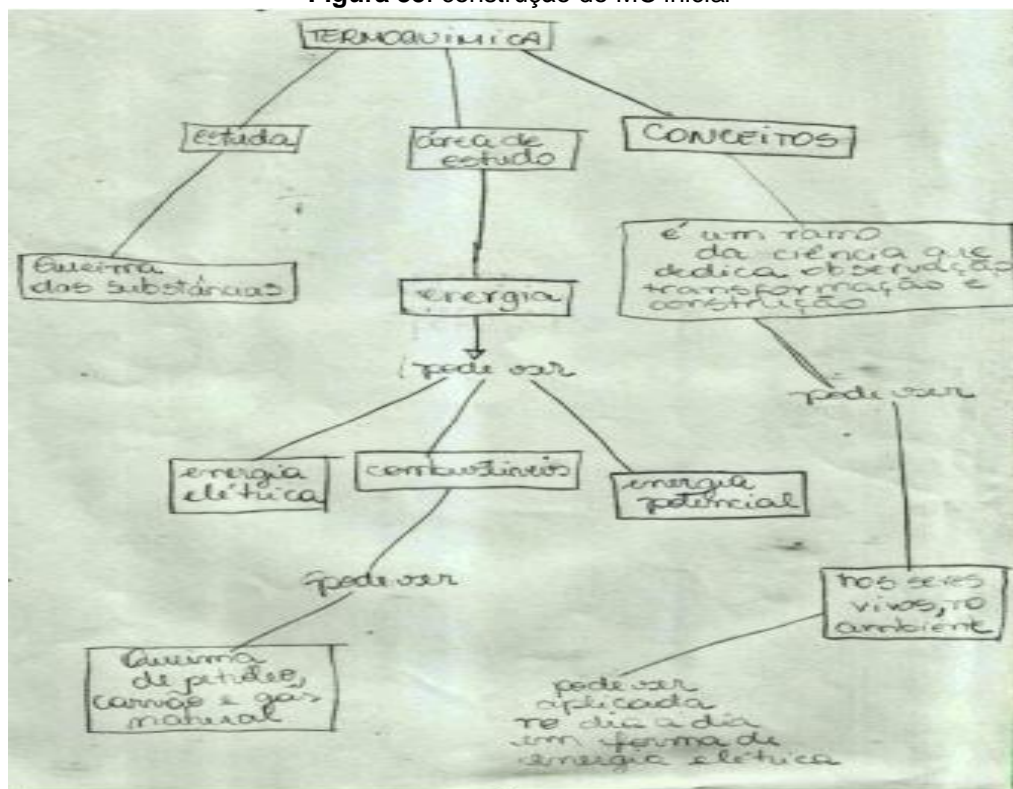 Figura 35: construção do MC inicial
TERMOQUIMICA
estuda
área de
estudo
CONCEITOS
Queima
das substâncias
energia
é um ramo
da ciência que
dedica observação
transformação e
construção
pode ser
pode ser
energia
elétrica
combustíveis
energia
potencial
pode ser
nos seres
vivos, no
ambiente
Queima
de petróleo,
carvão e gás
natural
pode ser
aplicada
no dia a dia
em forma de
energia elétrica